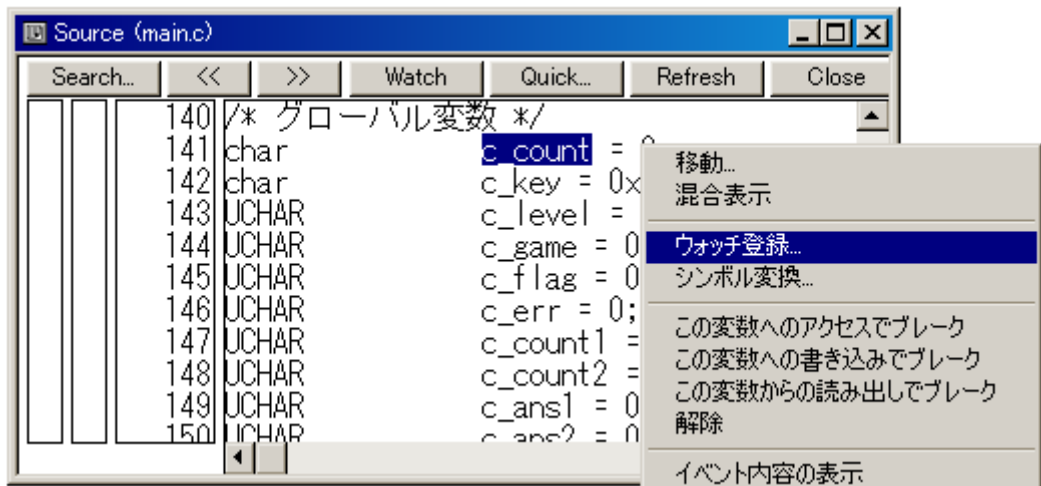 Source (main.c)
Search... << >> Watch Quick... Refresh Close
140 /* グローバル変数 */
141 char c_count =
142 char c_key = 0x
143 UCHAR c_level =
144 UCHAR c_game = 0
145 UCHAR c_flag = 0
146 UCHAR c_err = 0;
147 UCHAR c_count1 =
148 UCHAR c_count2 =
149 UCHAR c_ans1 = 0
150 UCHAR c_ans2 = 0
移動...
混合表示
ウォッチ登録...
シンボル変換...
この変数へのアクセスでブレーク
この変数への書き込みでブレーク
この変数からの読み出しでブレーク
解除
イベント内容の表示